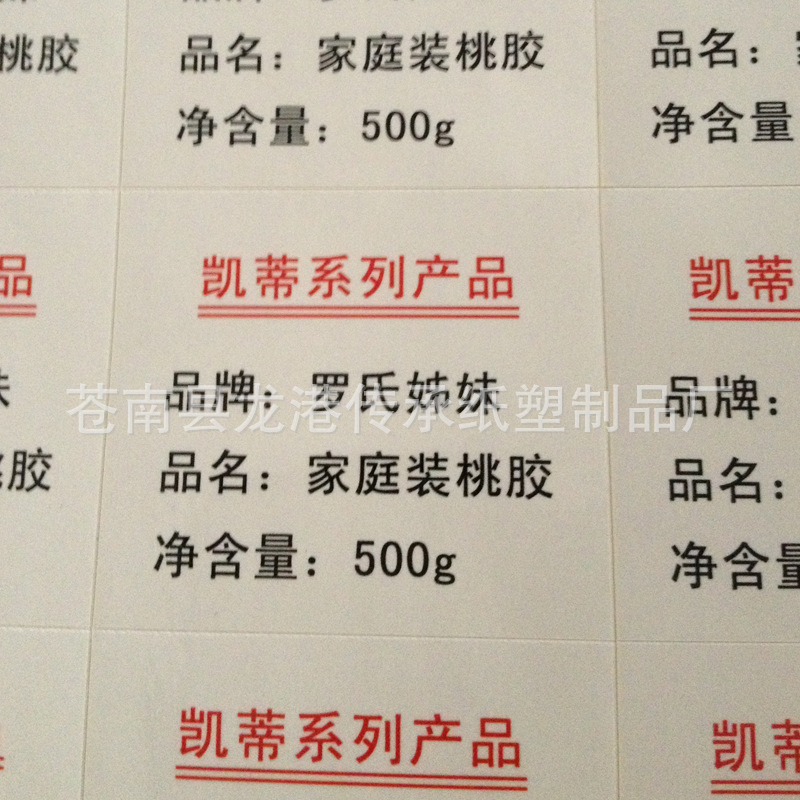 桃胶
品名：家庭装桃胶
品名：
净含量：500g
净含量
品
凯蒂系列产品
凯蒂
妹
品牌：罗氏姊妹
品牌：
苍南县龙港传承纸塑制品厂
胶
品名：家庭装桃胶
品名：
净含量：500g
净含量
凯蒂系列产品
凯蒂